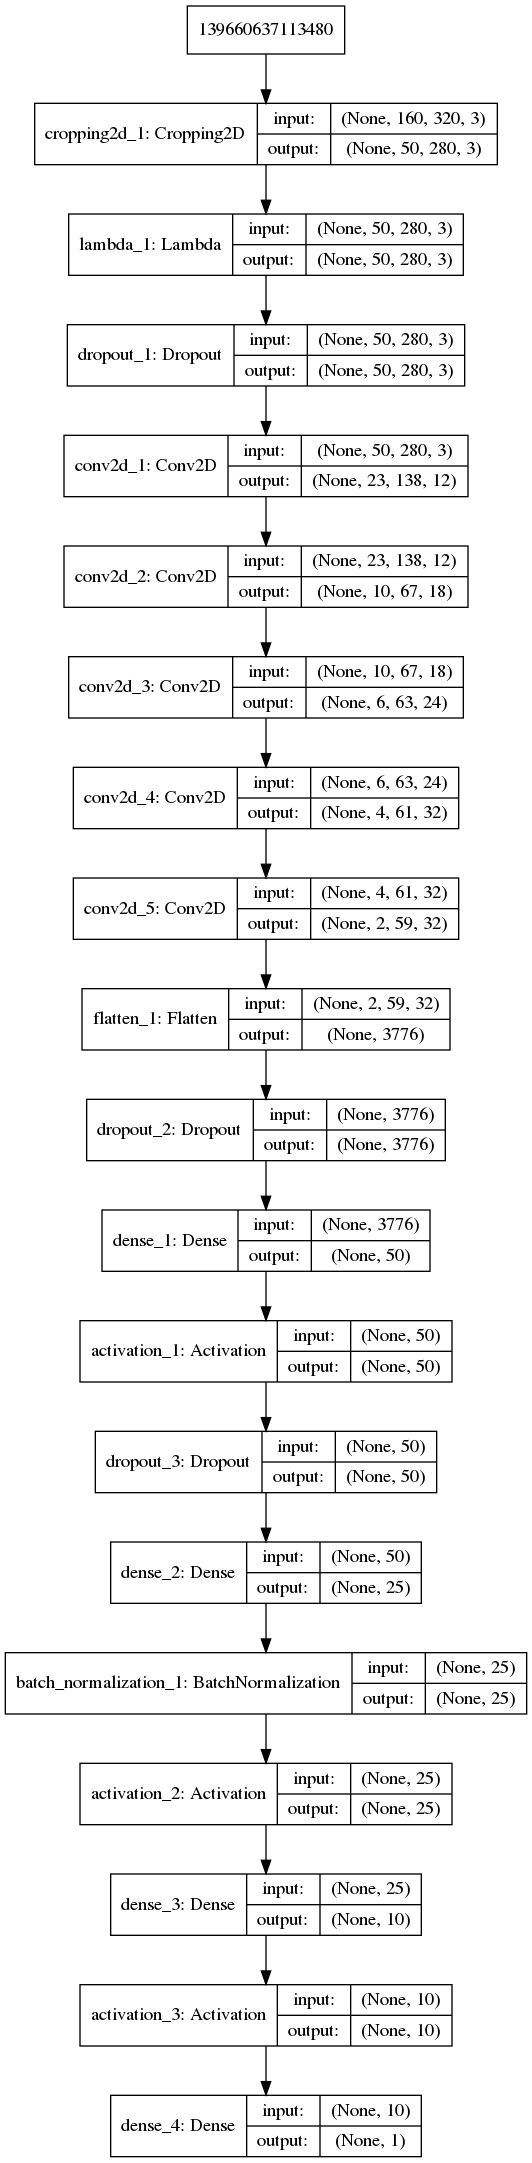 139660637113480
cropping2d_1: Cropping2D
input: (None, 160, 320, 3)
output: (None, 50, 280, 3)
lambda_1: Lambda
input: (None, 50, 280, 3)
output: (None, 50, 280, 3)
dropout_1: Dropout
input: (None, 50, 280, 3)
output: (None, 50, 280, 3)
conv2d_1: Conv2D
input: (None, 50, 280, 3)
output: (None, 23, 138, 12)
conv2d_2: Conv2D
input: (None, 23, 138, 12)
output: (None, 10, 67, 18)
conv2d_3: Conv2D
input: (None, 10, 67, 18)
output: (None, 6, 63, 24)
conv2d_4: Conv2D
input: (None, 6, 63, 24)
output: (None, 4, 61, 32)
conv2d_5: Conv2D
input: (None, 4, 61, 32)
output: (None, 2, 59, 32)
flatten_1: Flatten
input: (None, 2, 59, 32)
output: (None, 3776)
dropout_2: Dropout
input: (None, 3776)
output: (None, 3776)
dense_1: Dense
input: (None, 3776)
output: (None, 50)
activation_1: Activation
input: (None, 50)
output: (None, 50)
dropout_3: Dropout
input: (None, 50)
output: (None, 50)
dense_2: Dense
input: (None, 50)
output: (None, 25)
batch_normalization_1: BatchNormalization
input: (None, 25)
output: (None, 25)
activation_2: Activation
input: (None, 25)
output: (None, 25)
dense_3: Dense
input: (None, 25)
output: (None, 10)
activation_3: Activation
input: (None, 10)
output: (None, 10)
dense_4: Dense
input: (None, 10)
output: (None, 1)